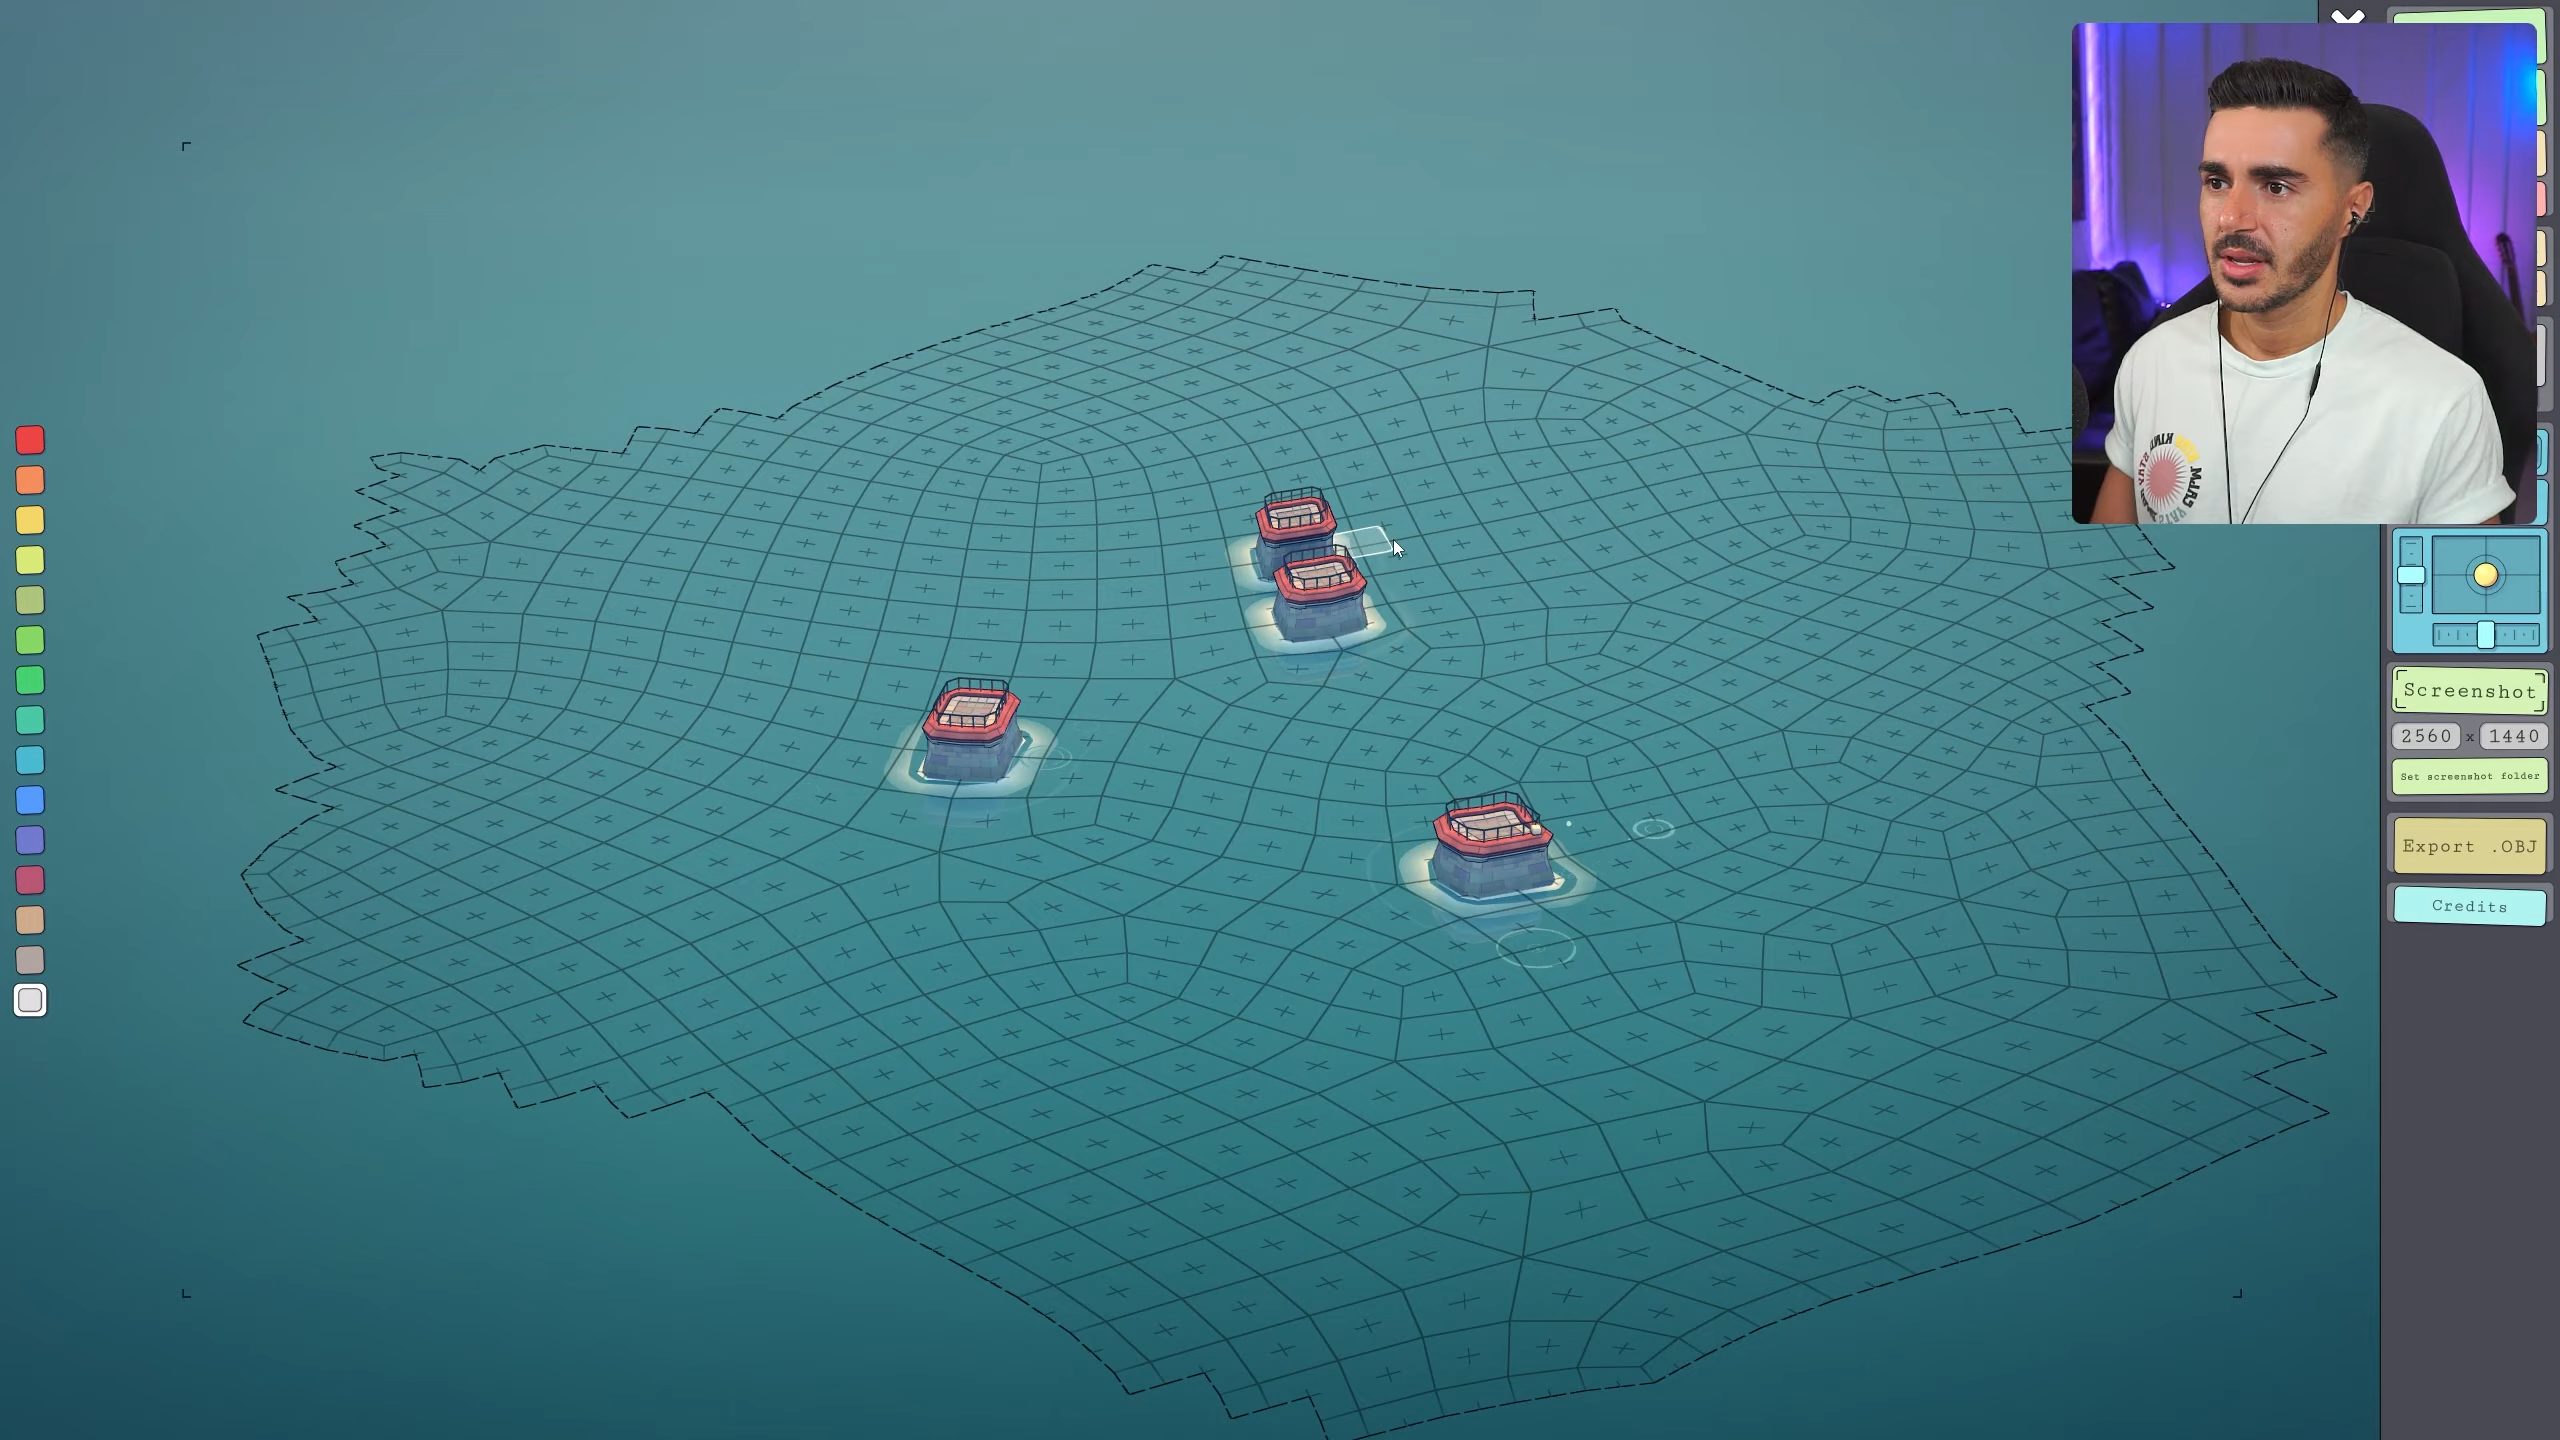 Screenshot
2560 x 1440
Set screenshot folder
Export .OBJ
Credits